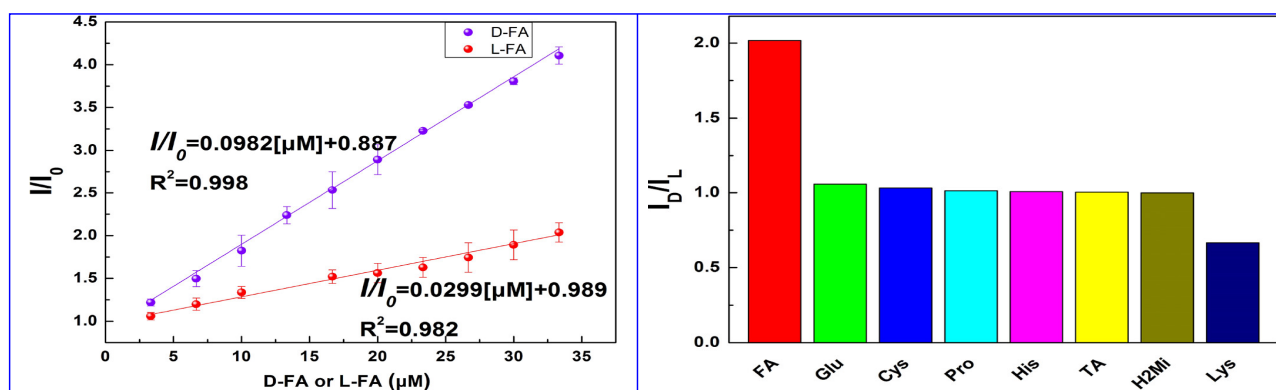 4.5
4.0
3.5
3.0
2.5
2.0
1.5
1.0
I/I0
D-FA
L-FA
I/I0=0.0982[µM]+0.887
R2=0.998
I/I0=0.0299[µM]+0.989
R2=0.982
0 5 10 15 20 25 30 35
D-FA or L-FA (µM)
2.0
1.5
1.0
0.5
0.0
ID/IL
FA Glu Cys Pro His TA H2Mi Lys